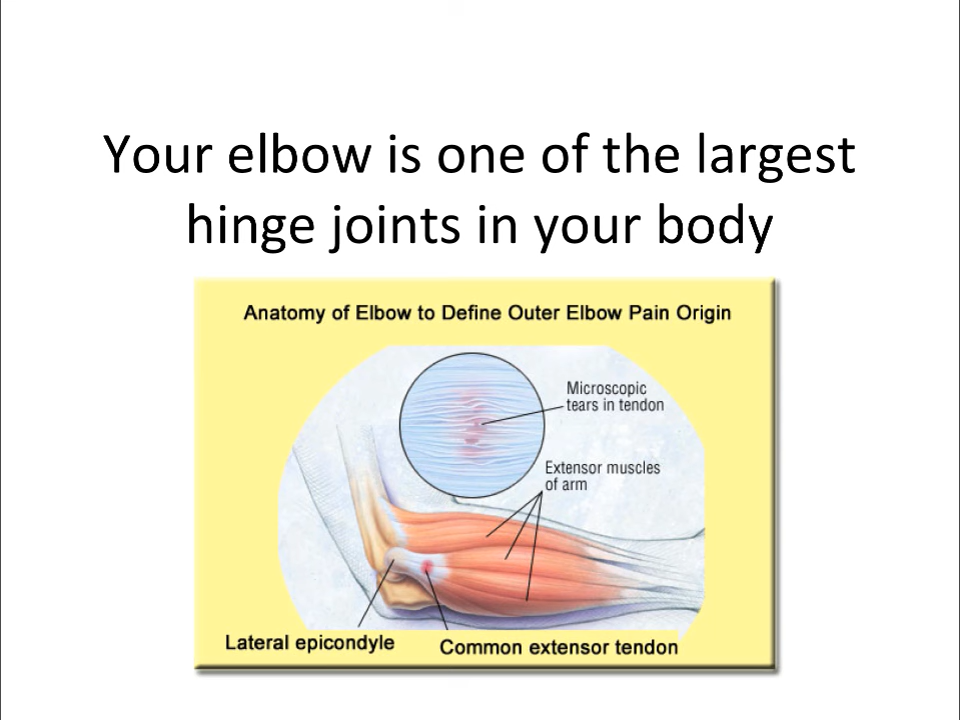 Your elbow is one of the largest
hinge joints in your body
Anatomy of Elbow to Define Outer Elbow Pain Origin
Microscopic
tears in tendon
Extensor muscles
of arm
Lateral epicondyle
Common extensor tendon